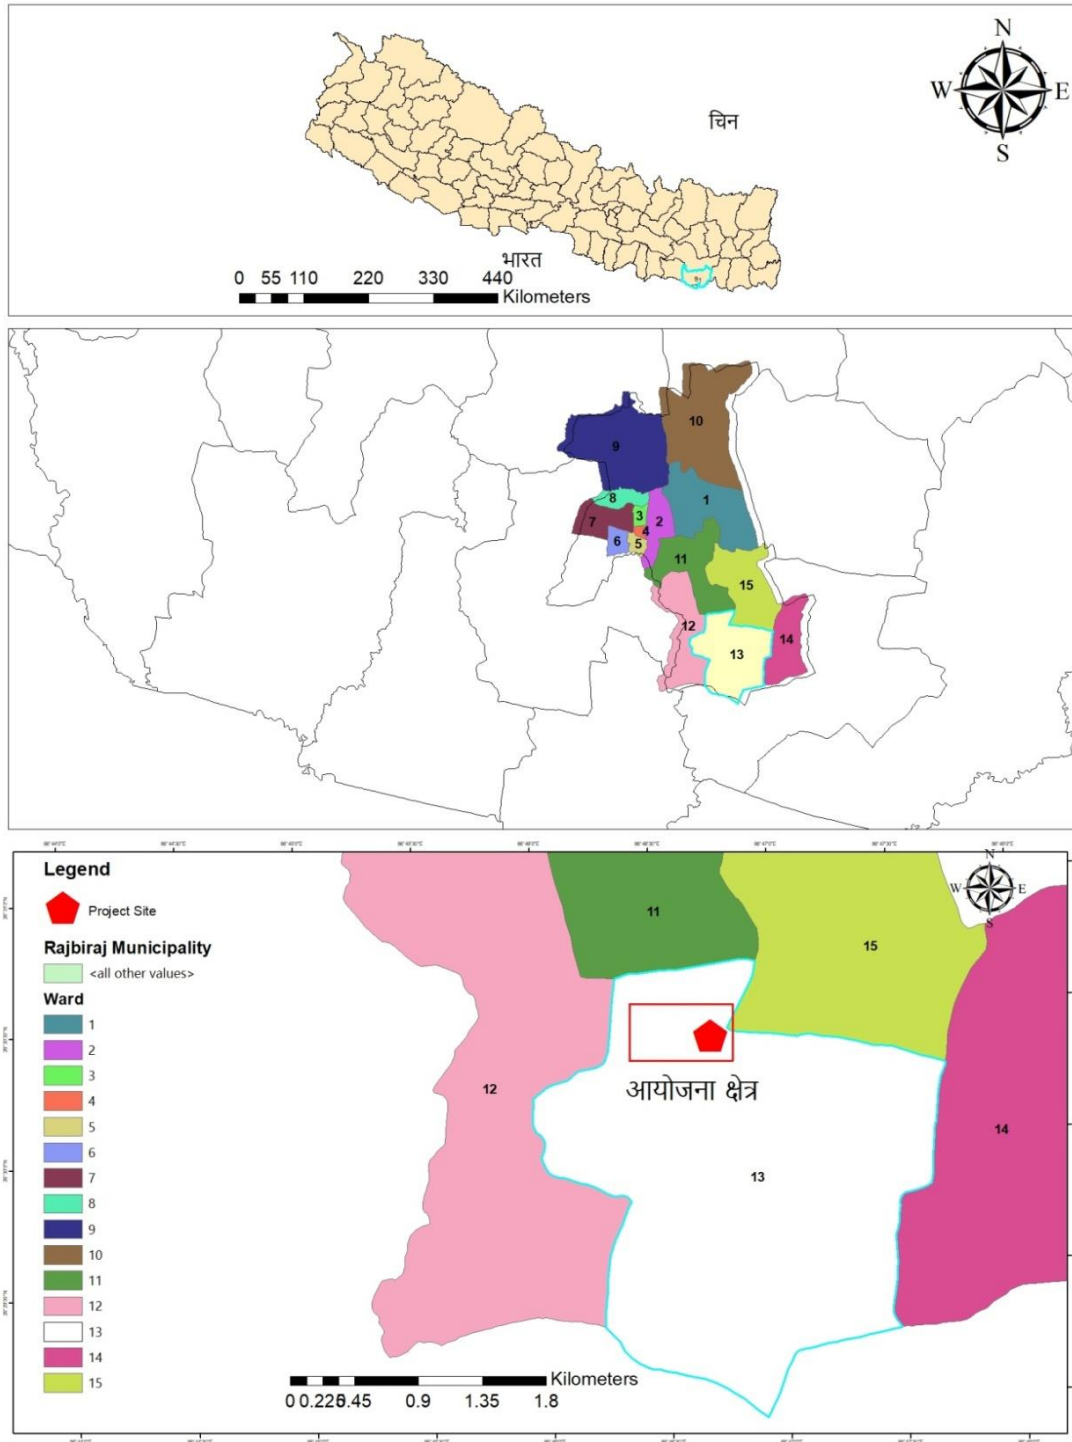 N
W E
S
चिन
भारत
0 55 110 220 330 440
Kilometers
10
9
1
8
3
2
7
4
6
5
11
15
12
14
13
Legend
Project Site
Rajbiraj Municipality
<all other values>
Ward
1
2
3
4
5
6
7
8
9
10
11
12
13
14
15
N
W E
S
11
15
12
आयोजना क्षेत्र
14
13
Kilometers
0 0.225 0.45 0.9 1.35 1.8